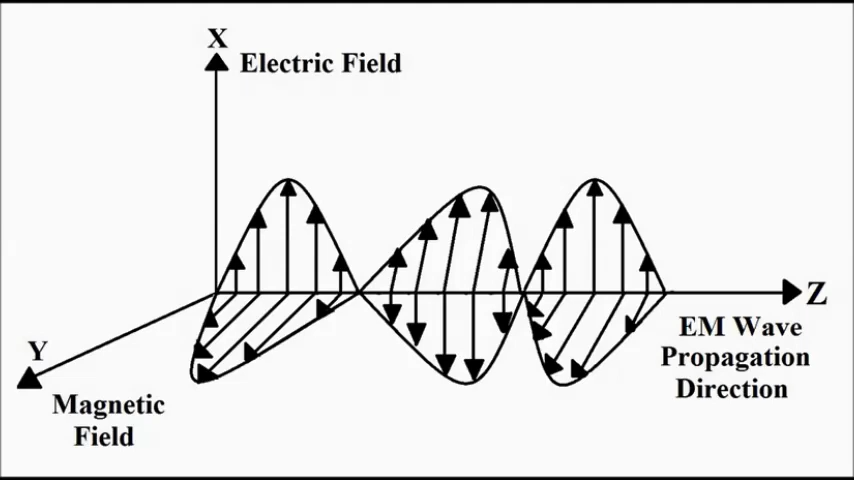 X
Electric Field
Z
EM Wave
Propagation
Direction
Y
Magnetic
Field